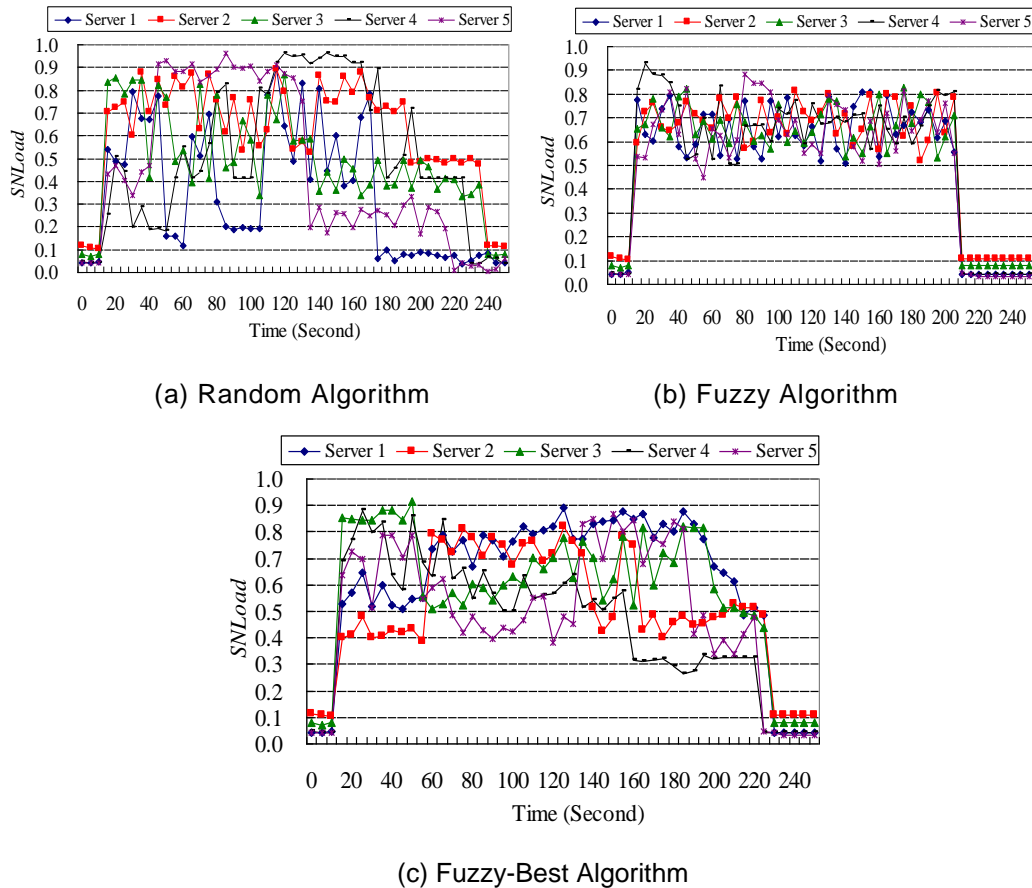 Server 1 Server 2 Server 3 Server 4 Server 5
1.0
0.9
0.8
0.7
0.6
0.5
0.4
0.3
0.2
0.1
0.0
SNLoad
0 20 40 60 80 100 120 140 160 180 200 220 240
Time (Second)
(a) Random Algorithm
Server 1 Server 2 Server 3 Server 4 Server 5
1.0
0.9
0.8
0.7
0.6
0.5
0.4
0.3
0.2
0.1
0.0
SNLoad
0 20 40 60 80 100 120 140 160 180 200 220 240
Time (Second)
(b) Fuzzy Algorithm
Server 1 Server 2 Server 3 Server 4 Server 5
1.0
0.9
0.8
0.7
0.6
0.5
0.4
0.3
0.2
0.1
0.0
SNLoad
0 20 40 60 80 100 120 140 160 180 200 220 240
Time (Second)
(c) Fuzzy-Best Algorithm